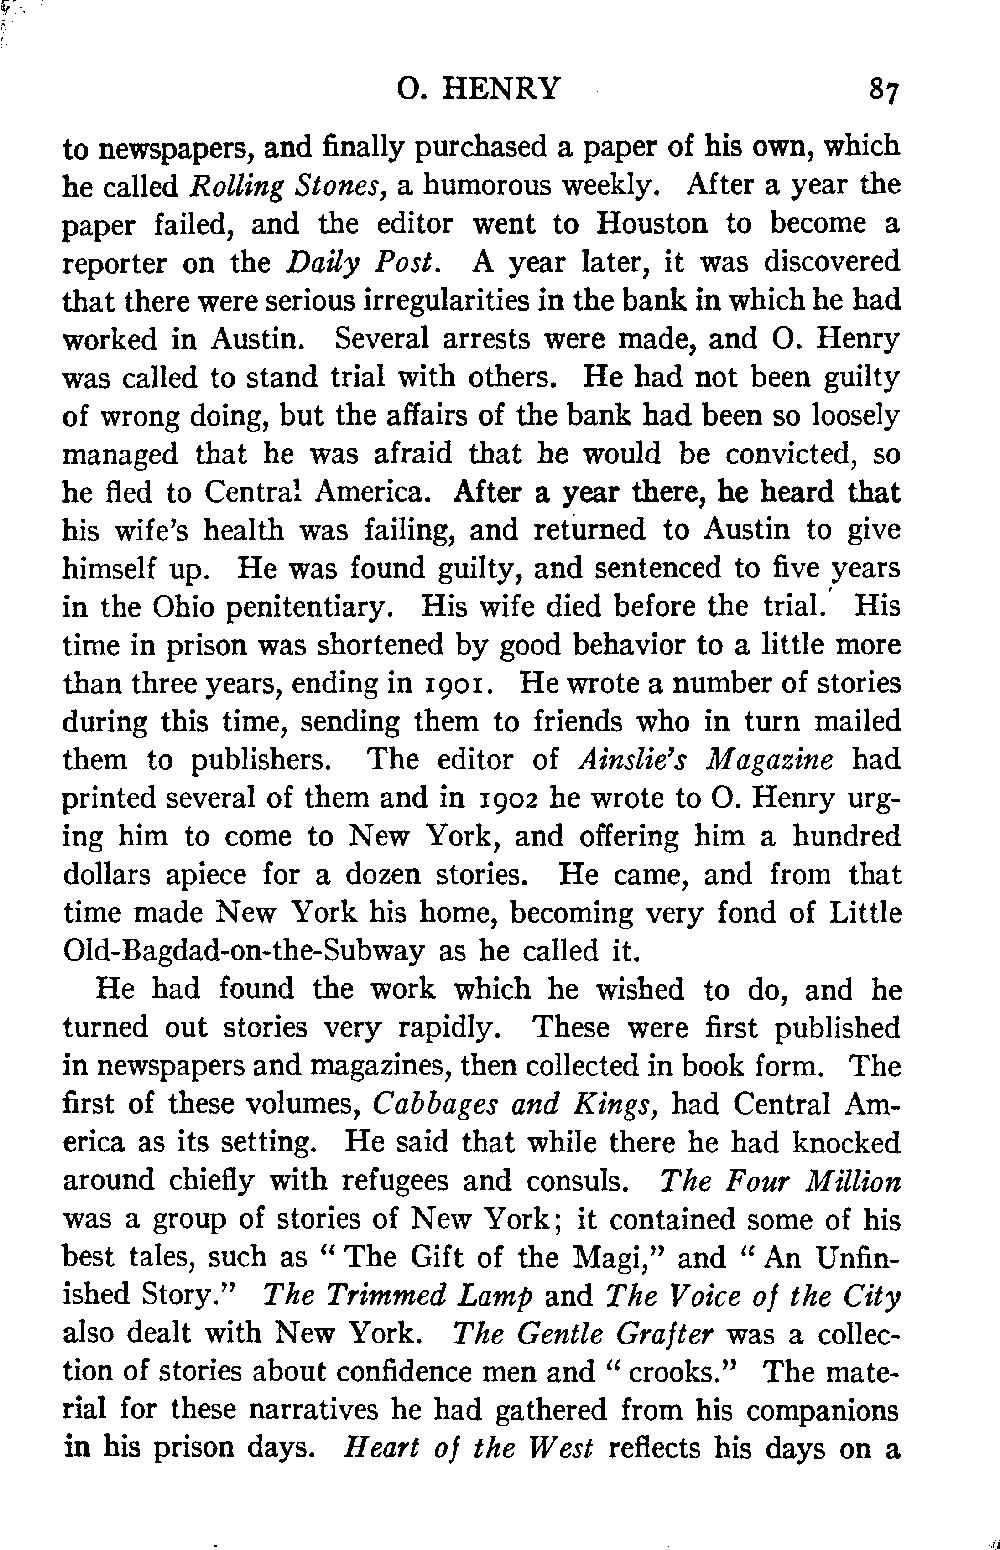 O. HENRY 87
to newspapers, and finally purchased a paper of his own, which
he called Rolling Stones, a humorous weekly. After a year the
paper failed, and the editor went to Houston to become a
reporter on the Daily Post. A year later, it was discovered
that there were serious irregularities in the bank in which he had
worked in Austin. Several arrests were made, and O. Henry
was called to stand trial with others. He had not been guilty
of wrong doing, but the affairs of the bank had been so loosely
managed that he was afraid that he would be convicted, so
he fled to Central America. After a year there, he heard that
his wife's health was failing, and returned to Austin to give
himself up. He was found guilty, and sentenced to five years
in the Ohio penitentiary. His wife died before the trial. His
time in prison was shortened by good behavior to a little more
than three years, ending in 1901. He wrote a number of stories
during this time, sending them to friends who in turn mailed
them to publishers. The editor of Ainslie's Magazine had
printed several of them and in 1902 he wrote to O. Henry urg-
ing him to come to New York, and offering him a hundred
dollars apiece for a dozen stories. He came, and from that
time made New York his home, becoming very fond of Little
Old-Bagdad-on-the-Subway as he called it.
He had found the work which he wished to do, and he
turned out stories very rapidly. These were first published
in newspapers and magazines, then collected in book form. The
first of these volumes, Cabbages and Kings, had Central Am-
erica as its setting. He said that while there he had knocked
around chiefly with refugees and consuls. The Four Million
was a group of stories of New York; it contained some of his
best tales, such as "The Gift of the Magi," and "An Unfin-
ished Story." The Trimmed Lamp and The Voice of the City
also dealt with New York. The Gentle Grafter was a collec-
tion of stories about confidence men and "crooks." The mate-
rial for these narratives he had gathered from his companions
in his prison days. Heart of the West reflects his days on a